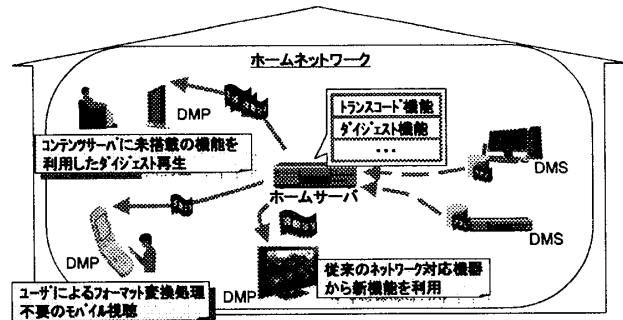 ホームネットワーク
トランスコード機能
ダイジェスト機能
・・・
DMP
コンテンツサーバに未搭載の機能を
利用したダイジェスト再生
DMS
ホームサーバ
DMS
DMP
DMP
従来のネットワーク対応機器
から新機能を利用
ユーザによるフォーマット変換処理
不要のモバイル視聴